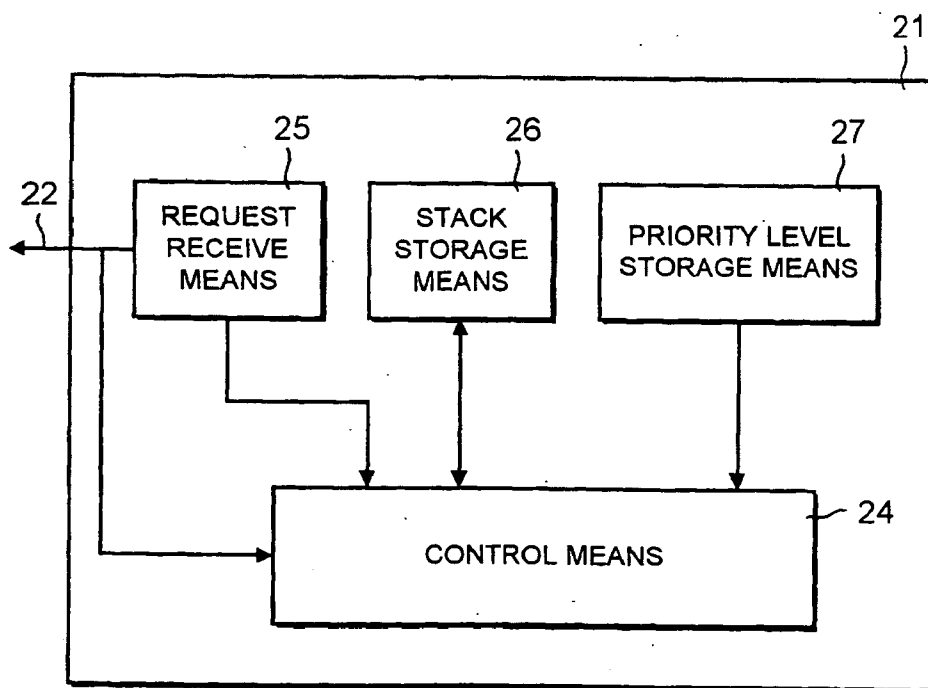 21
25
26
27
22
REQUEST
RECEIVE
MEANS
STACK
STORAGE
MEANS
PRIORITY LEVEL
STORAGE MEANS
24
CONTROL MEANS